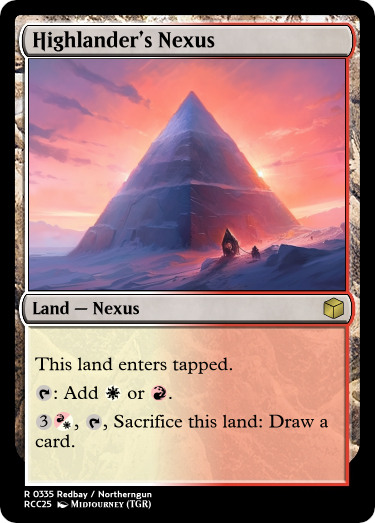 Highlander's Nexus
Land — Nexus
This land enters tapped.
: Add or .
3 , , Sacrifice this land: Draw a
card.
R 0335 Redbay / Northerngun
RCC25 Midjourney (TGR)